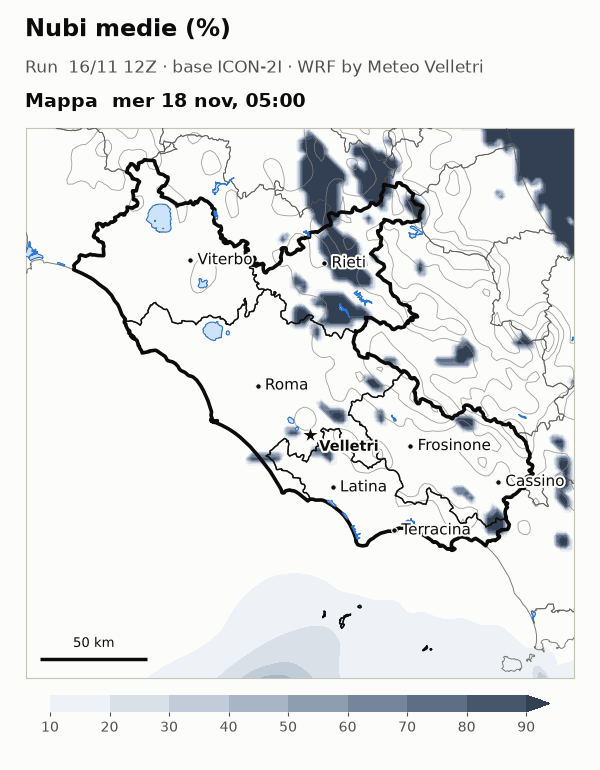 Nubi medie (%)
Run  16/11 12Z · base ICON-2I · WRF by Meteo Velletri
Mappa  mer 18 nov, 05:00
Rieti
Viterbo
Roma
Velletri
Frosinone
Latina
Cassino
Terracina
50 km
10 20 30 40 50 60 70 80 90